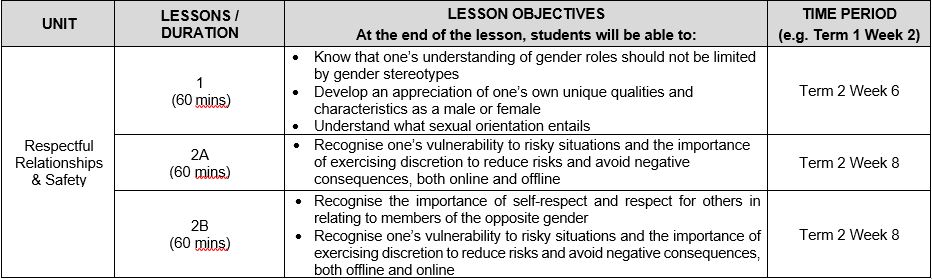 UNIT
LESSONS /
DURATION
LESSON OBJECTIVES
At the end of the lesson, students will be able to:
TIME PERIOD
(e.g. Term 1 Week 2)
Respectful
Relationships
& Safety
1
(60 mins)
• Know that one's understanding of gender roles should not be limited
by gender stereotypes
• Develop an appreciation of one's own unique qualities and
characteristics as a male or female
• Understand what sexual orientation entails
Term 2 Week 6
2A
(60 mins)
• Recognise one's vulnerability to risky situations and the importance
of exercising discretion to reduce risks and avoid negative
consequences, both online and offline
Term 2 Week 8
2B
(60 mins)
• Recognise the importance of self-respect and respect for others in
relating to members of the opposite gender
• Recognise one's vulnerability to risky situations and the importance of
exercising discretion to reduce risks and avoid negative consequences,
both offline and online
Term 2 Week 8